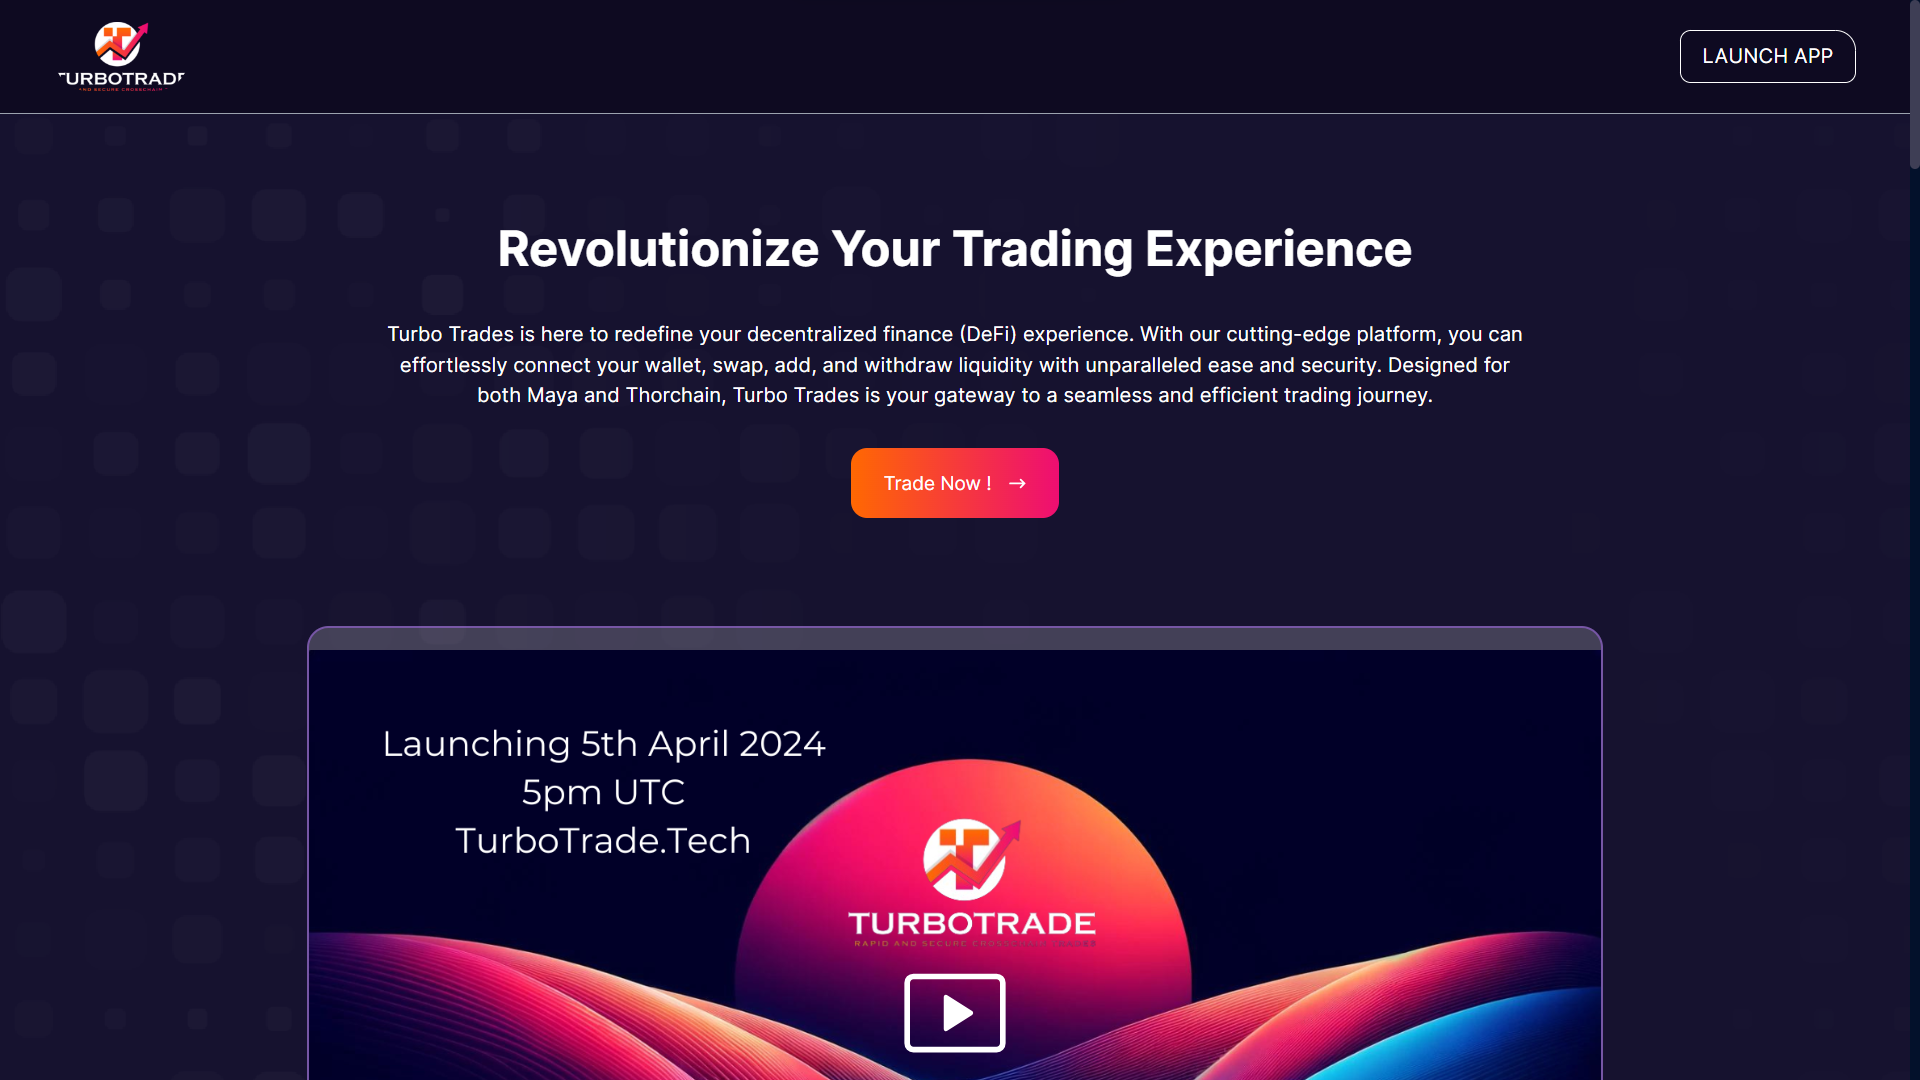 TURBOTRADE
LAUNCH APP
Revolutionize Your Trading Experience
Turbo Trades is here to redefine your decentralized finance (DeFi) experience. With our cutting-edge platform, you can
effortlessly connect your wallet, swap, add, and withdraw liquidity with unparalleled ease and security. Designed for
both Maya and Thorchain, Turbo Trades is your gateway to a seamless and efficient trading journey.
Trade Now ! →
Launching 5th April 2024
5pm UTC
TurboTrade.Tech
TURBOTRADE
RAPID AND SECURE CROSSCHAIN